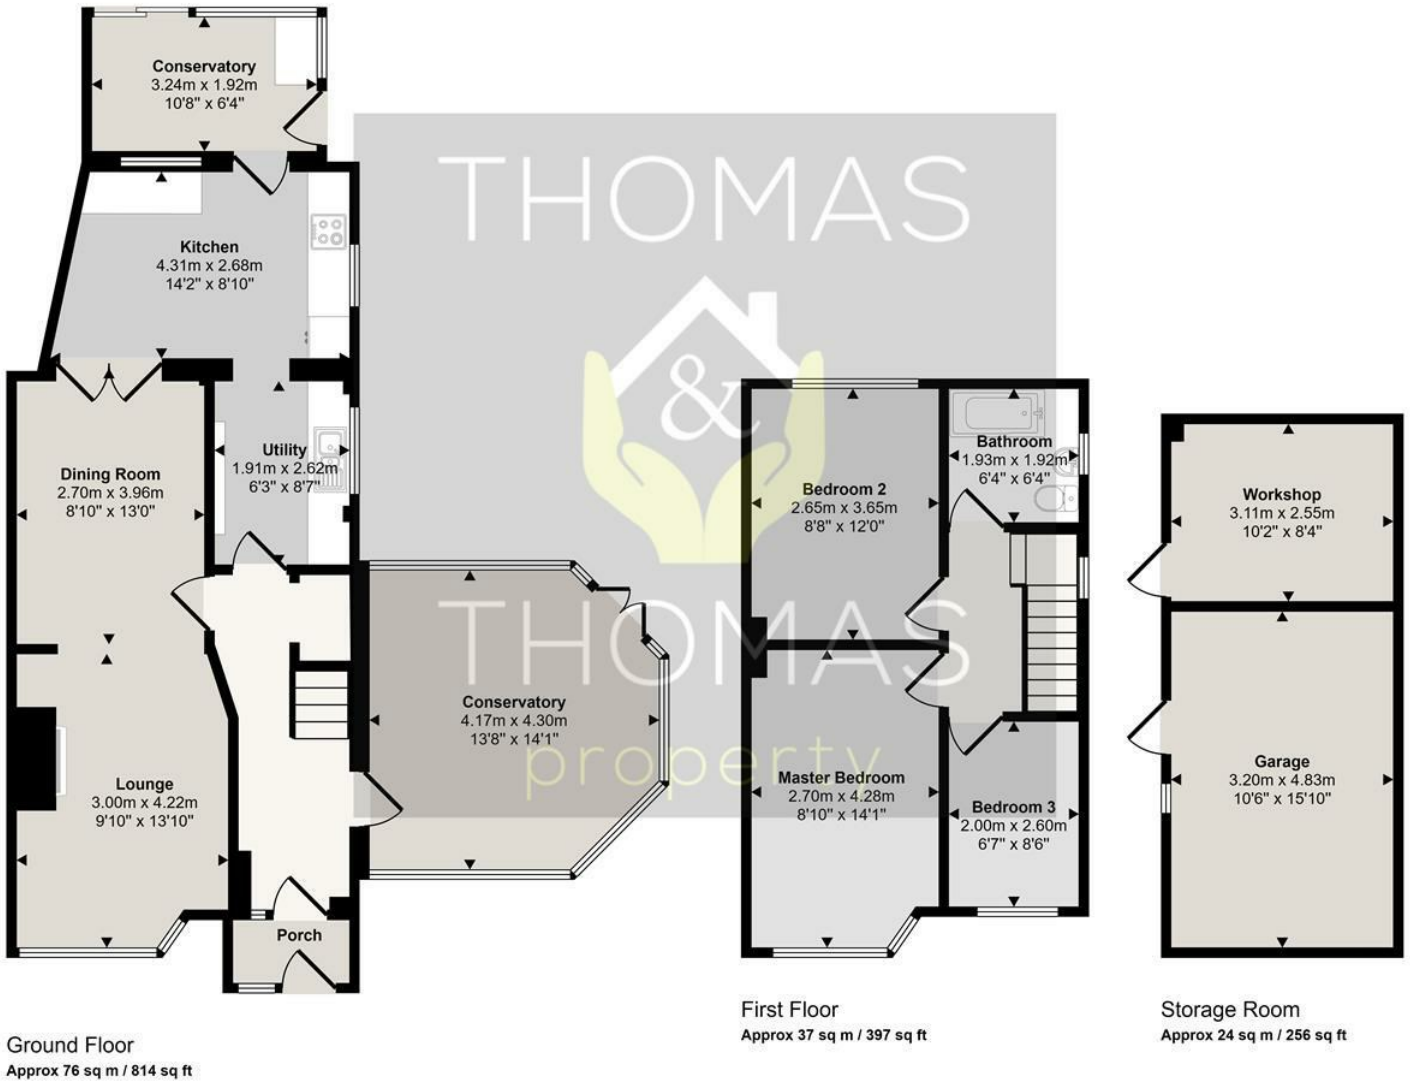 Conservatory
3.24m x 1.92m
10'8" x 6'4"
THOMAS
Kitchen
4.31m x 2.68m
14'2" x 8'10"
&
Utility
1.91m x 2.62m
6'3" x 8'7"
Dining Room
2.70m x 3.96m
8'10" x 13'0"
Bathroom
1.93m x 1.92m
6'4" x 6'4"
Bedroom 2
2.65m x 3.65m
8'8" x 12'0"
Workshop
3.11m x 2.55m
10'2" x 8'4"
THOMAS
Conservatory
4.17m x 4.30m
13'8" x 14'1"
property
Lounge
3.00m x 4.22m
9'10" x 13'10"
Master Bedroom
2.70m x 4.28m
8'10" x 14'1"
Bedroom 3
2.00m x 2.60m
6'7" x 8'6"
Garage
3.20m x 4.83m
10'6" x 15'10"
Porch
Ground Floor
Approx 76 sq m / 814 sq ft
First Floor
Approx 37 sq m / 397 sq ft
Storage Room
Approx 24 sq m / 256 sq ft